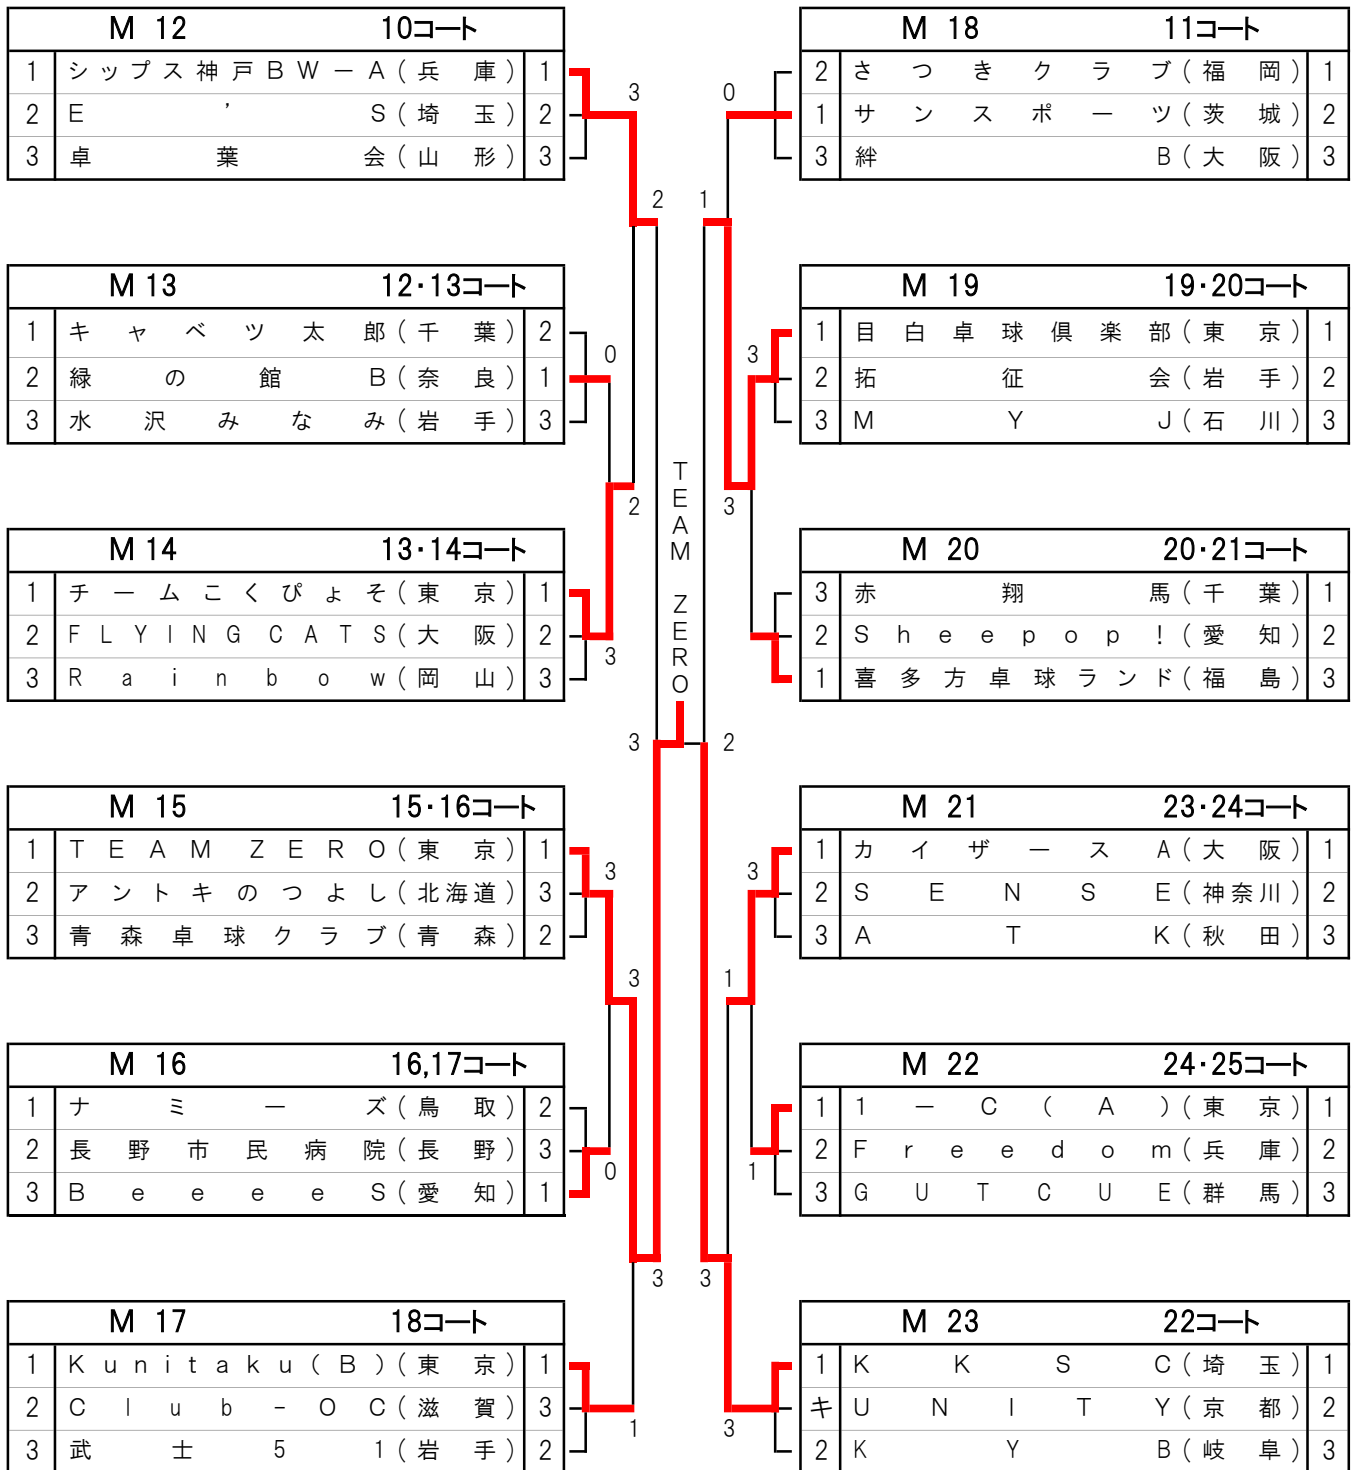 M 12 10コート
1 シップス神戸BW－A(兵 庫) 1
2 E ’ S(埼 玉) 2
3 卓 葉 会(山 形) 3
3
2
M 13 12・13コート
1 キャベツ太郎(千 葉) 2
2 緑の館B(奈 良) 1
3 水沢みなみ(岩 手) 3
0
2
M 14 13・14コート
1 チームこくぴょそ(東 京) 1
2 FLYING CATS(大 阪) 2
3 Rainbow(岡 山) 3
3
M 15 15・16コート
1 TEAM ZERO(東 京) 1
2 アントキのつよし(北海道) 3
3 青森卓球クラブ(青 森) 2
3
3
M 16 16,17コート
1 ナミーズ(鳥 取) 2
2 長野市民病院(長 野) 3
3 BeeeeS(愛 知) 1
0
3
M 17 18コート
1 Kunitaku(B)(東 京) 1
2 Club-OC(滋 賀) 3
3 武士51(岩 手) 2
1
3
TEAM ZERO
2
M 18 11コート
2 さつきクラブ(福 岡) 1
1 サンスポーツ(茨 城) 2
3 絆B(大 阪) 3
0
1
M 19 19・20コート
1 目白卓球倶楽部(東 京) 1
2 拓征会(岩 手) 2
3 MYJ(石 川) 3
3
3
M 20 20・21コート
3 赤翔馬(千 葉) 1
2 Sheepop!(愛 知) 2
1 喜多方卓球ランド(福 島) 3
M 21 23・24コート
1 カイザースA(大 阪) 1
2 SENSE(神奈川) 2
3 ATK(秋 田) 3
3
1
M 22 24・25コート
1 1－C(A)(東 京) 1
2 Freedom(兵 庫) 2
3 GUTCUE(群 馬) 3
1
3
M 23 22コート
1 KKSC(埼 玉) 1
キ UNITY(京 都) 2
2 KYB(岐 阜) 3
3